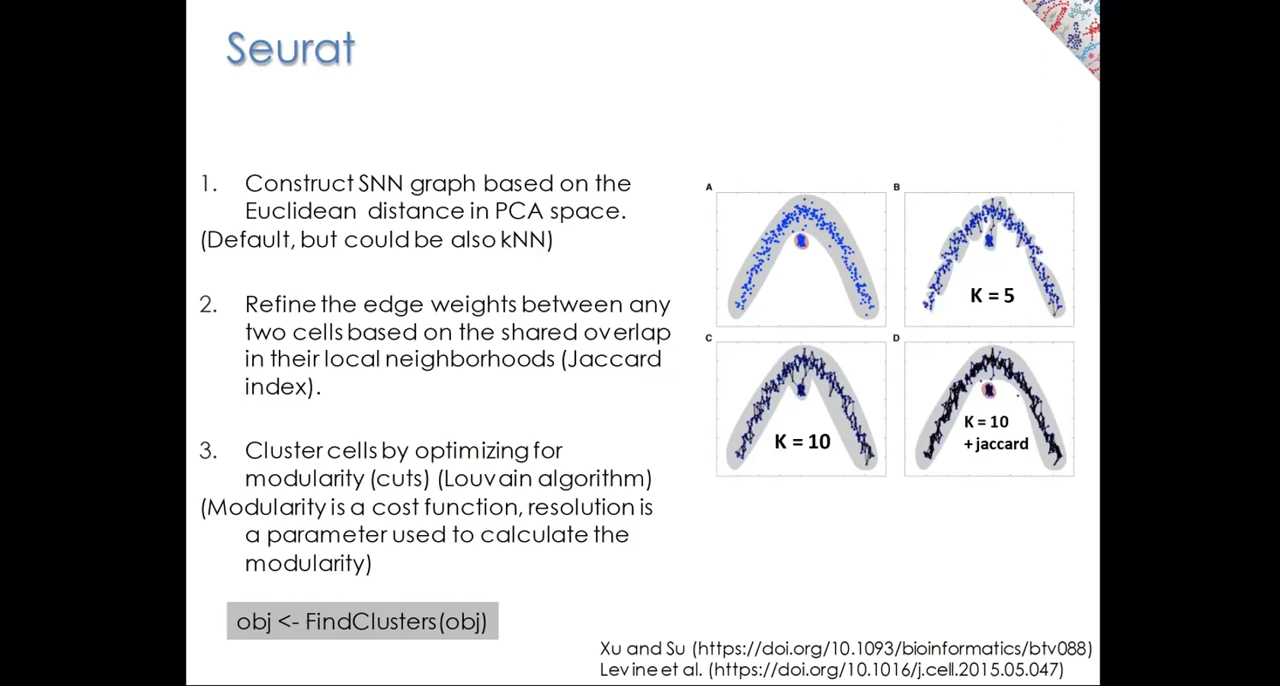 Seurat
1. Construct SNN graph based on the
Euclidean distance in PCA space.
(Default, but could be also kNN)
2. Refine the edge weights between any
two cells based on the shared overlap
in their local neighborhoods (Jaccard
index).
3. Cluster cells by optimizing for
modularity (cuts) (Louvain algorithm)
(Modularity is a cost function, resolution is
a parameter used to calculate the
modularity)
obj <- FindClusters(obj)
A
B
K = 5
C
D
K = 10
K = 10
+ jaccard
Xu and Su (https://doi.org/10.1093/bioinformatics/btv088)
Levine et al. (https://doi.org/10.1016/j.cell.2015.05.047)